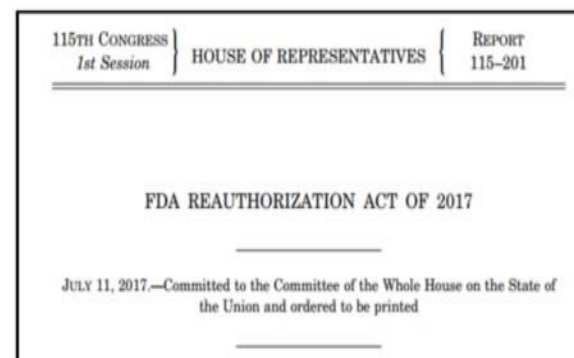 115TH CONGRESS } HOUSE OF REPRESENTATIVES { REPORT
1st Session 115–201
FDA REAUTHORIZATION ACT OF 2017
JULY 11, 2017.—Committed to the Committee of the Whole House on the State of
the Union and ordered to be printed